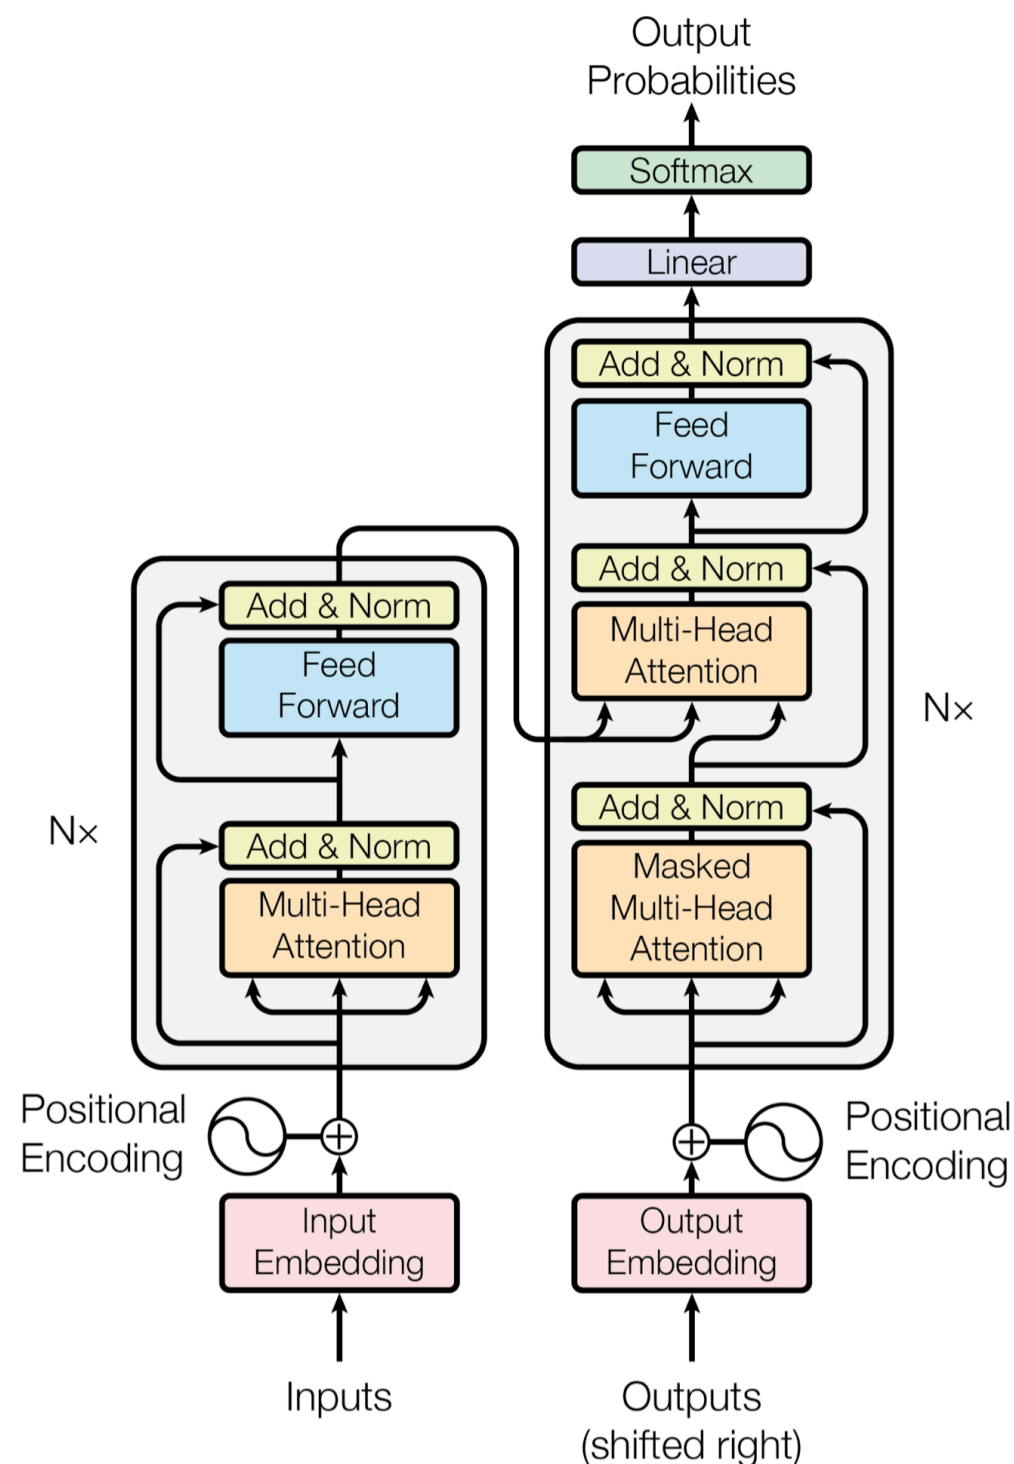 Output
Probabilities
Softmax
Linear
Add & Norm
Feed
Forward
Add & Norm
Multi-Head
Attention
Nx
Add & Norm
Masked
Multi-Head
Attention
Add & Norm
Feed
Forward
Nx
Add & Norm
Multi-Head
Attention
Positional
Encoding
Positional
Encoding
Input
Embedding
Output
Embedding
Inputs
Outputs
(shifted right)